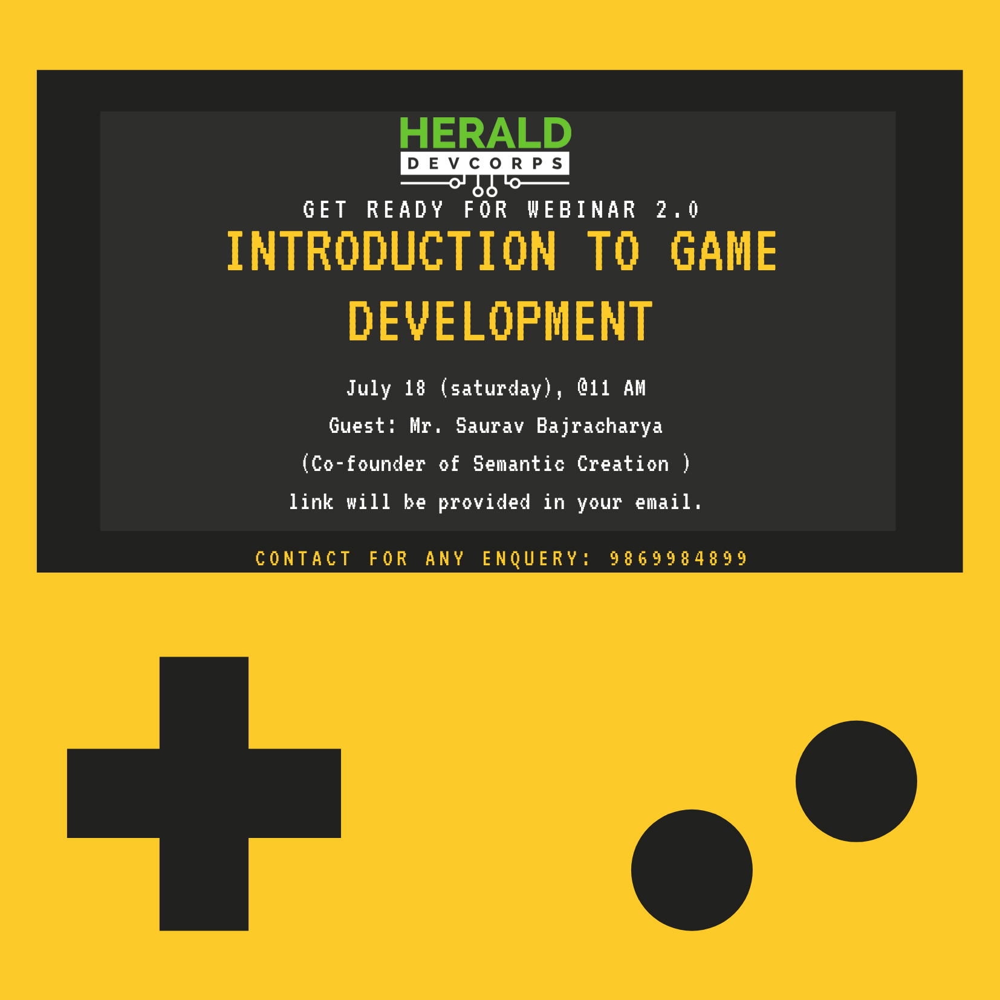 HERALD
DEVCORPS
GET READY FOR WEBINAR 2.0
INTRODUCTION TO GAME
DEVELOPMENT
July 18 (saturday), @11 AM
Guest: Mr. Saurav Bajracharya
(Co-founder of Semantic Creation )
link will be provided in your email.
CONTACT FOR ANY ENQUERY: 9869984899